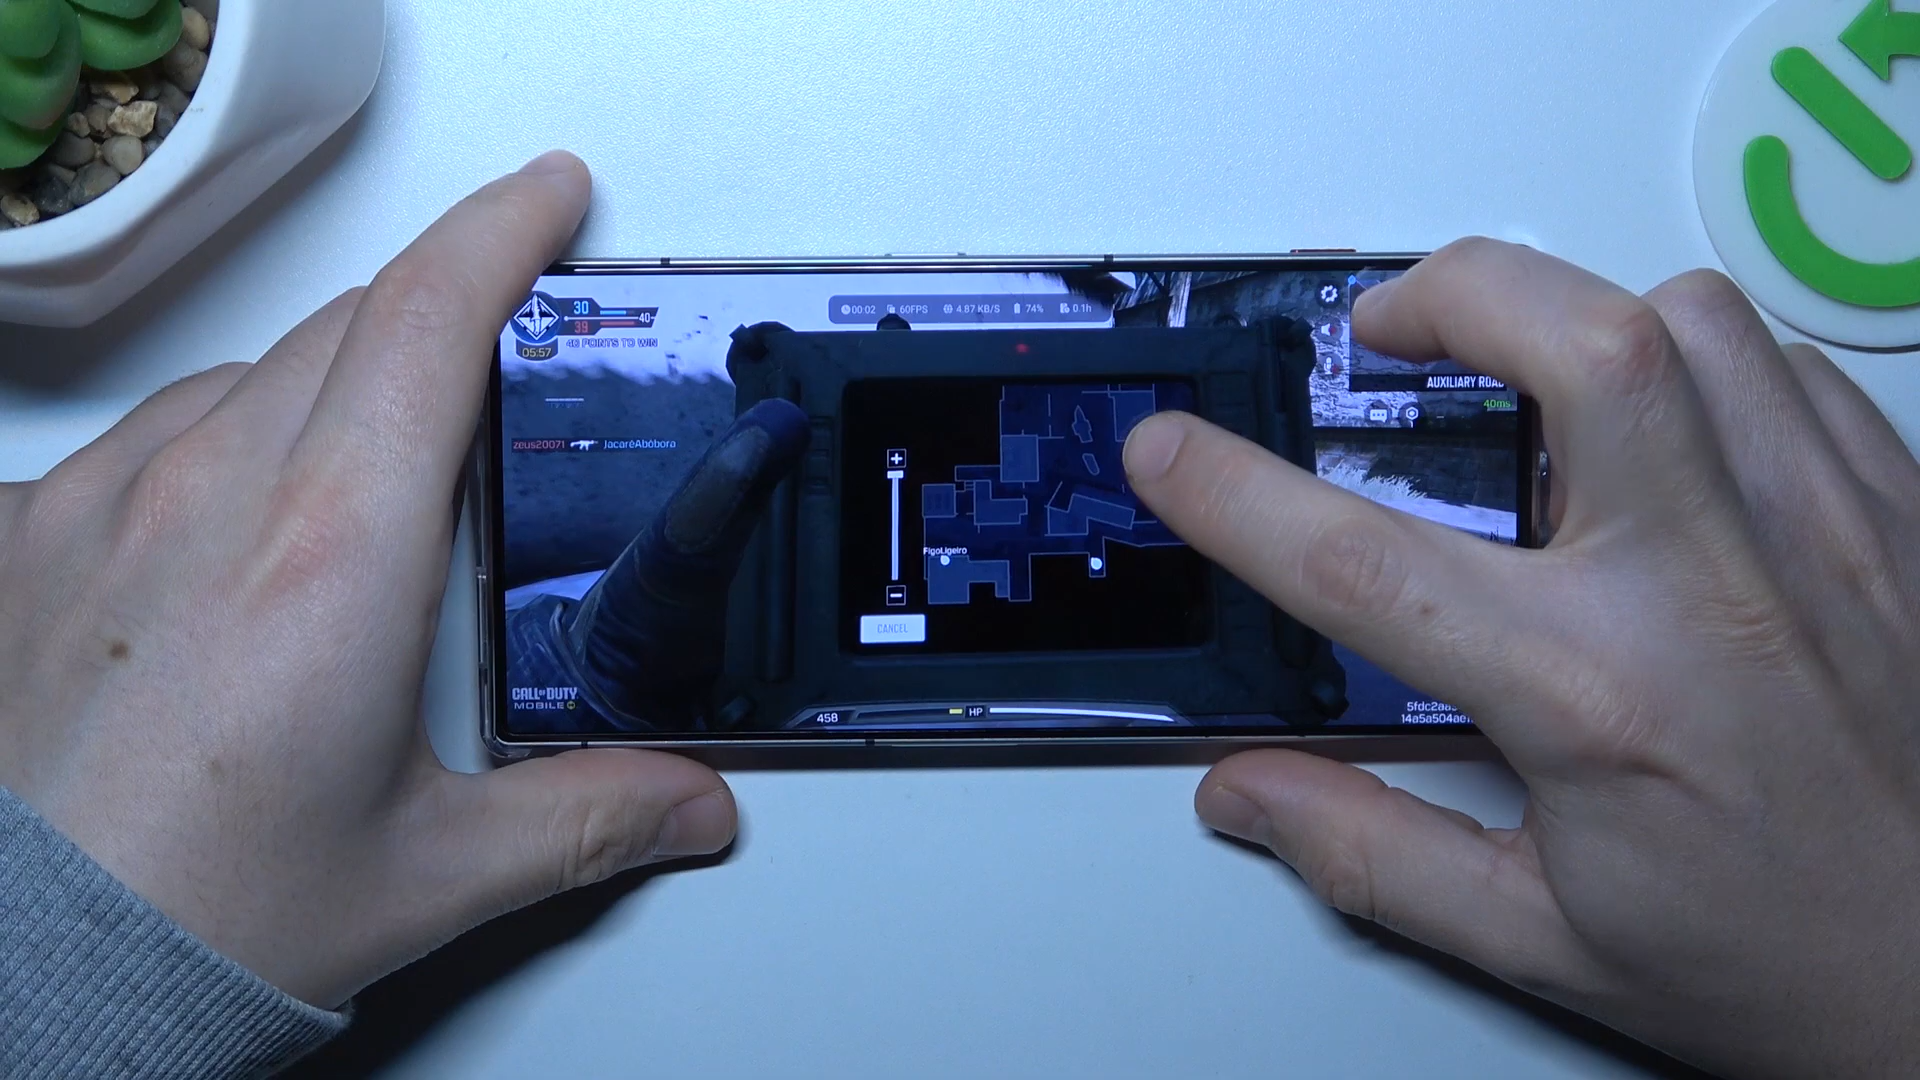 30
39
40
40 POINTS TO WIN
05:57
00:02 60FPS 4.87 KB/S 74% 0.1h
AUXILIARY ROAD
40ms
zeus20071 JacaréAbóbora
+
FigoLigeiro
−
CANCEL
CALL OF DUTY
MOBILE
458 HP